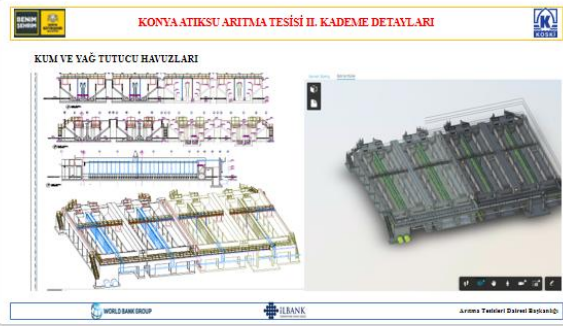 BENİM
ŞEHRİM
KONYA ATIKSU ARITMA TESİSİ II. KADEME DETAYLARI
KOSKİ
KUM VE YAĞ TUTUCU HAVUZLARI
WORLD BANK GROUP
İLBANK
Arıtma Tesisleri Dairesi Başkanlığı